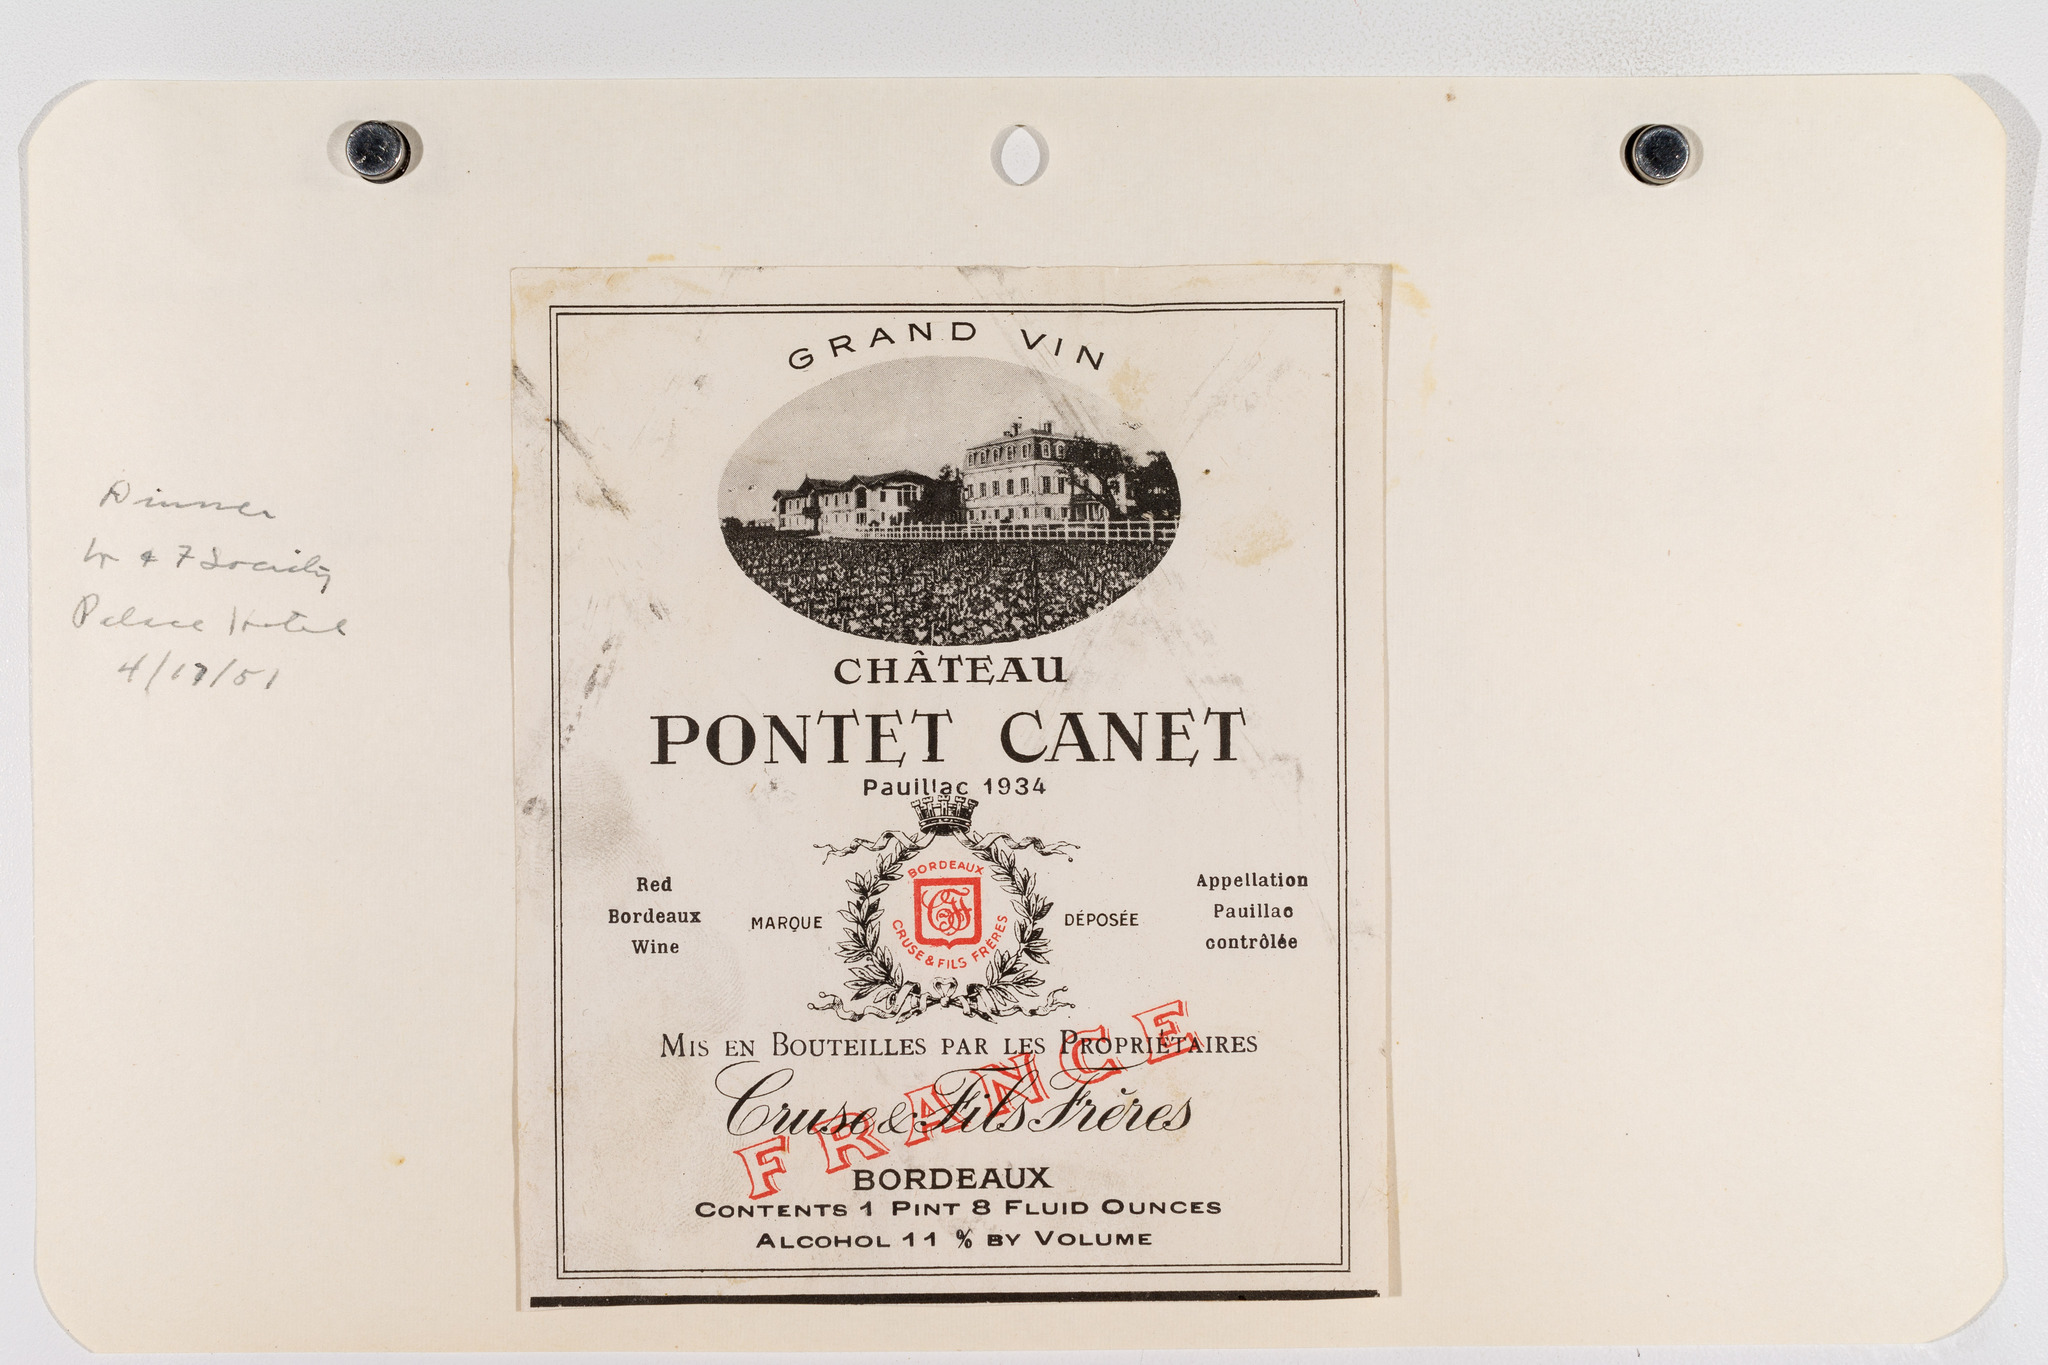 Dinner
W & F Society
Palace Hotel
4/17/51
GRAND VIN
CHÂTEAU
PONTET CANET
Pauillac 1934
Red
Bordeaux
Wine
MARQUE
BORDEAUX
CRUSE & FILS FRÈRES
DÉPOSÉE
Appellation
Pauillac
contrôlée
MIS EN BOUTEILLES PAR LES PROPRIÉTAIRES
Cruse & Fils Frères
FRANCE
BORDEAUX
CONTENTS 1 PINT 8 FLUID OUNCES
ALCOHOL 11 % BY VOLUME